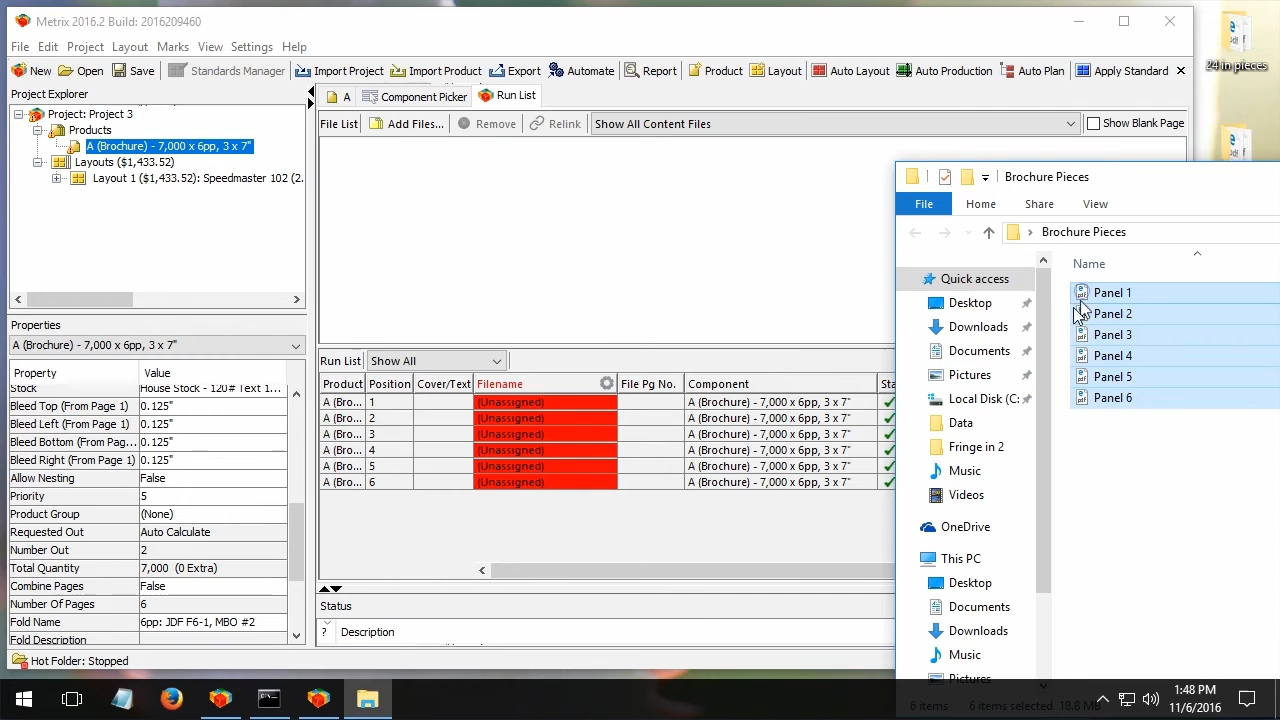 Metrix 2016.2 Build: 2016209460
File Edit Project Layout Marks View Settings Help
New Open Save Standards Manager Import Project Import Product Export Automate Report Product Layout Auto Layout Auto Production Auto Plan Apply Standard
24 in pieces
Project Explorer
Project: Project 3
Products
A (Brochure) - 7,000 x 6pp, 3 x 7"
Layouts ($1,433.52)
Layout 1 ($1,433.52): Speedmaster 102 (2.
A Component Picker Run List
File List Add Files... Remove Relink Show All Content Files Show Blank Page
Properties
A (Brochure) - 7,000 x 6pp, 3 x 7"
Property Value
Stock House Stock - 120# Text 1...
Bleed Top (From Page 1) 0.125"
Bleed Left (From Page 1) 0.125"
Bleed Bottom (From Pag... 0.125"
Bleed Right (From Page 1) 0.125"
Allow Nesting False
Priority 5
Product Group (None)
Requested Out Auto Calculate
Number Out 2
Total Quantity 7,000 (0 Extra)
Combine Pages False
Number Of Pages 6
Fold Name 6pp: JDF F6-1, MBO #2
Fold Description
Run List Show All
Product Position Cover/Text Filename File Pg No. Component Sta
A (Bro... 1 (Unassigned) A (Brochure) - 7,000 x 6pp, 3 x 7"
A (Bro... 2 (Unassigned) A (Brochure) - 7,000 x 6pp, 3 x 7"
A (Bro... 3 (Unassigned) A (Brochure) - 7,000 x 6pp, 3 x 7"
A (Bro... 4 (Unassigned) A (Brochure) - 7,000 x 6pp, 3 x 7"
A (Bro... 5 (Unassigned) A (Brochure) - 7,000 x 6pp, 3 x 7"
A (Bro... 6 (Unassigned) A (Brochure) - 7,000 x 6pp, 3 x 7"
Status
? Description
Hot Folder: Stopped
Brochure Pieces
File Home Share View
Brochure Pieces
Name
Quick access
Desktop
Downloads
Documents
Pictures
Local Disk (C:
Data
Fringe in 2
Music
Videos
OneDrive
This PC
Desktop
Documents
Downloads
Music
Pictures
Panel 1
Panel 2
Panel 3
Panel 4
Panel 5
Panel 6
6 items 6 items selected 18.8 MB
1:48 PM
11/6/2016